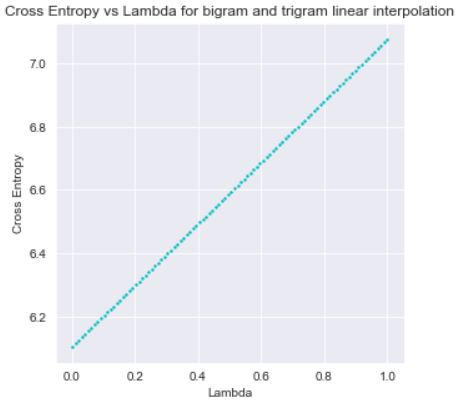 Cross Entropy vs Lambda for bigram and trigram linear interpolation
7.0
6.8
6.6
6.4
6.2
Cross Entropy
0.0 0.2 0.4 0.6 0.8 1.0
Lambda